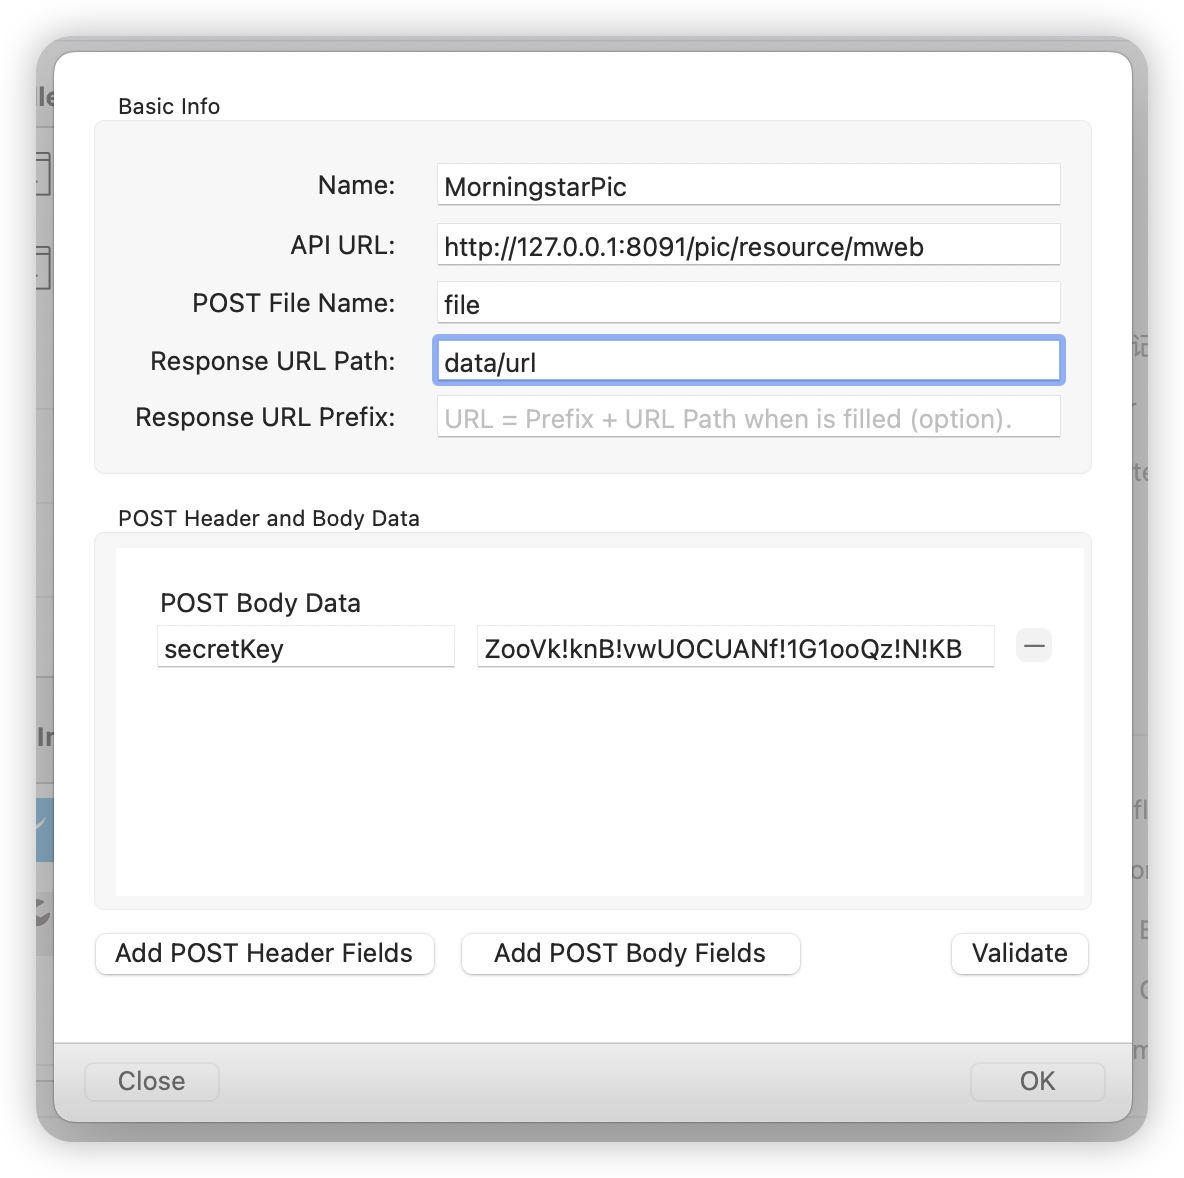 Basic Info
Name: MorningstarPic
API URL: http://127.0.0.1:8091/pic/resource/mweb
POST File Name: file
Response URL Path: data/url
Response URL Prefix: URL = Prefix + URL Path when is filled (option).
POST Header and Body Data
POST Body Data
secretKey ZooVk!knB!vwUOCUANf!1G1ooQz!N!KB
Add POST Header Fields Add POST Body Fields Validate
Close OK